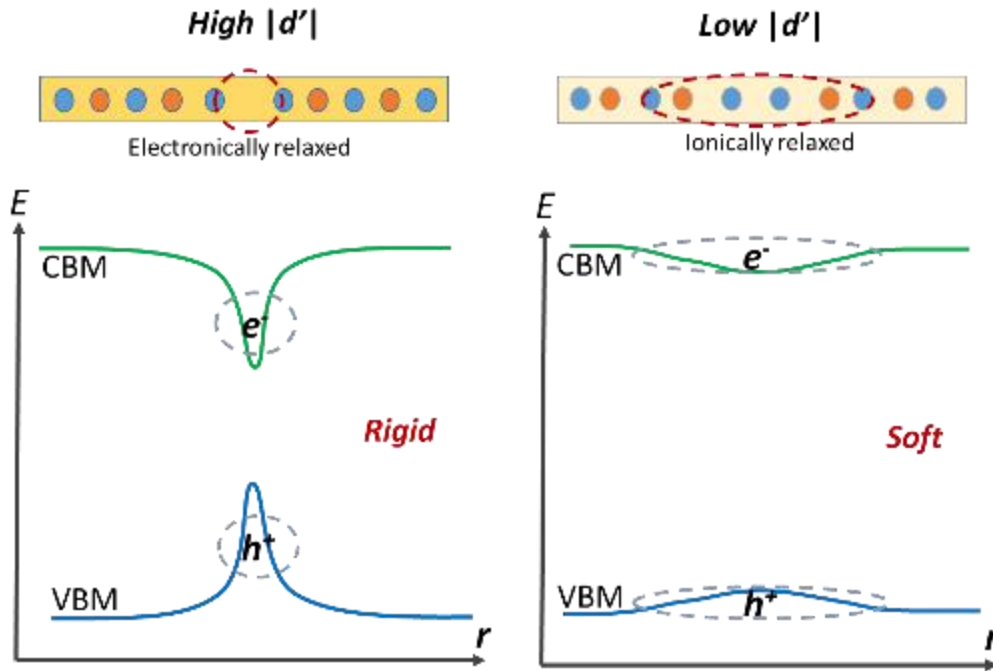 High |d'|
Electronically relaxed
E
CBM
e-
Rigid
h+
VBM
r
Low |d'|
Ionically relaxed
E
CBM
e-
Soft
h+
VBM
r